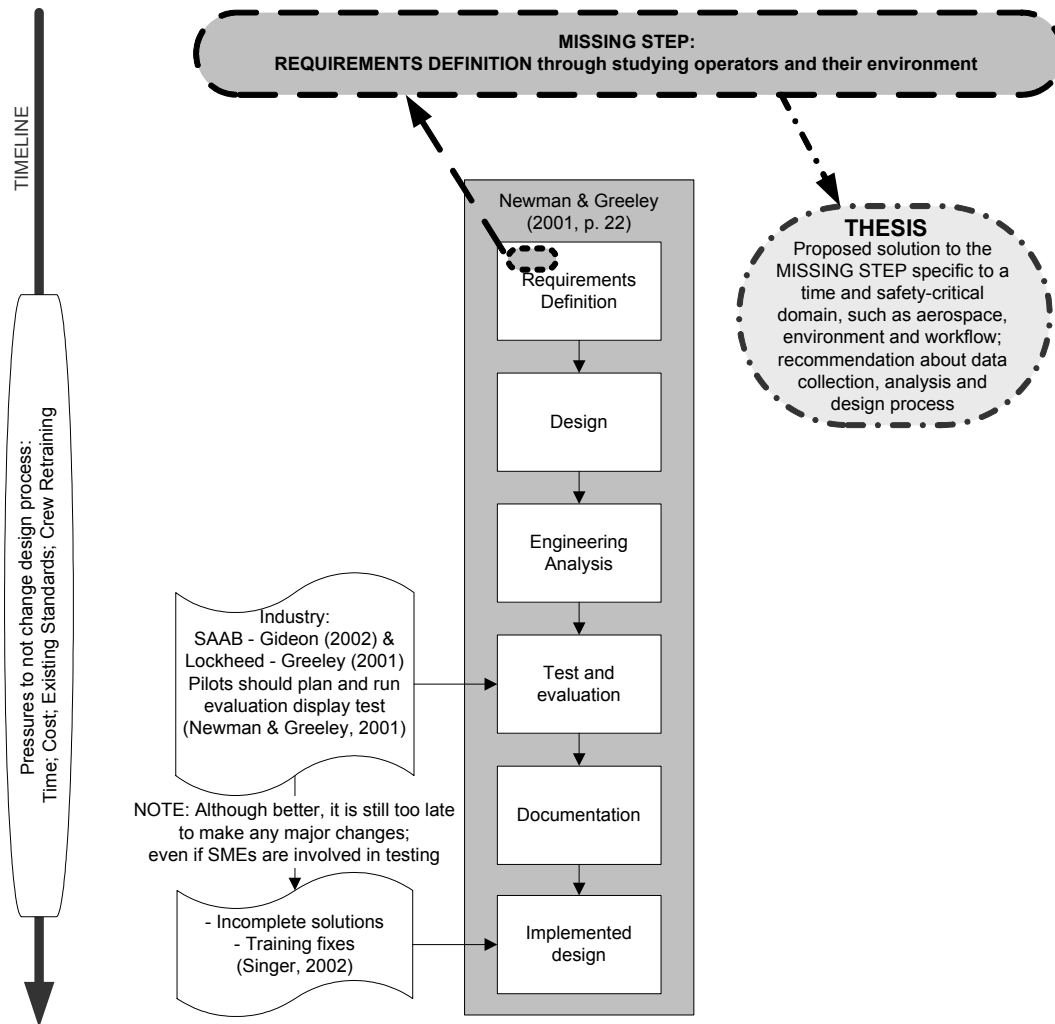 MISSING STEP:
REQUIREMENTS DEFINITION through studying operators and their environment
TIMELINE
Newman & Greeley
(2001, p. 22)
Requirements
Definition
THESIS
Proposed solution to the
MISSING STEP specific to a
time and safety-critical
domain, such as aerospace,
environment and workflow;
recommendation about data
collection, analysis and
design process
Design
Pressures to not change design process:
Time; Cost; Existing Standards; Crew Retraining
Engineering
Analysis
Industry:
SAAB - Gideon (2002) &
Lockheed - Greeley (2001)
Pilots should plan and run
evaluation display test
(Newman & Greeley, 2001)
Test and
evaluation
NOTE: Although better, it is still too late
to make any major changes;
even if SMEs are involved in testing
Documentation
- Incomplete solutions
- Training fixes
(Singer, 2002)
Implemented
design